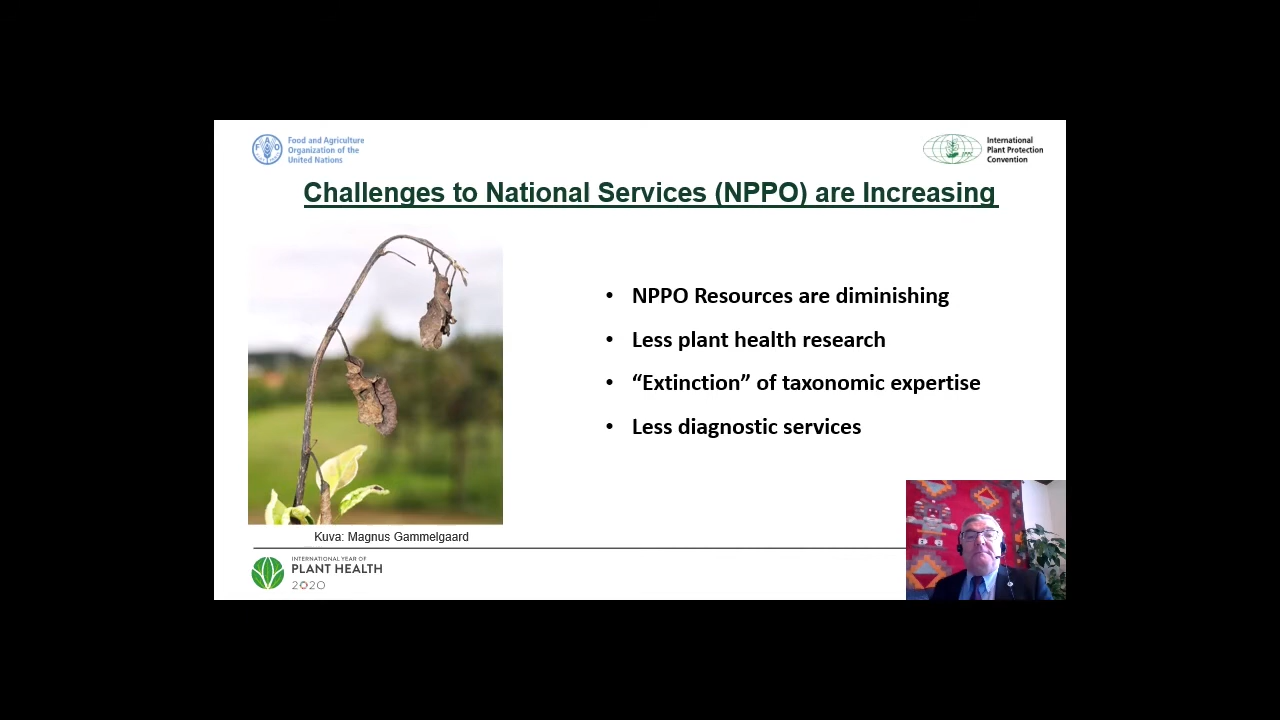 Food and Agriculture
Organization of the
United Nations
International
Plant Protection
Convention
Challenges to National Services (NPPO) are Increasing
• NPPO Resources are diminishing
• Less plant health research
• “Extinction” of taxonomic expertise
• Less diagnostic services
Kuva: Magnus Gammelgaard
INTERNATIONAL YEAR OF
PLANT HEALTH
2020